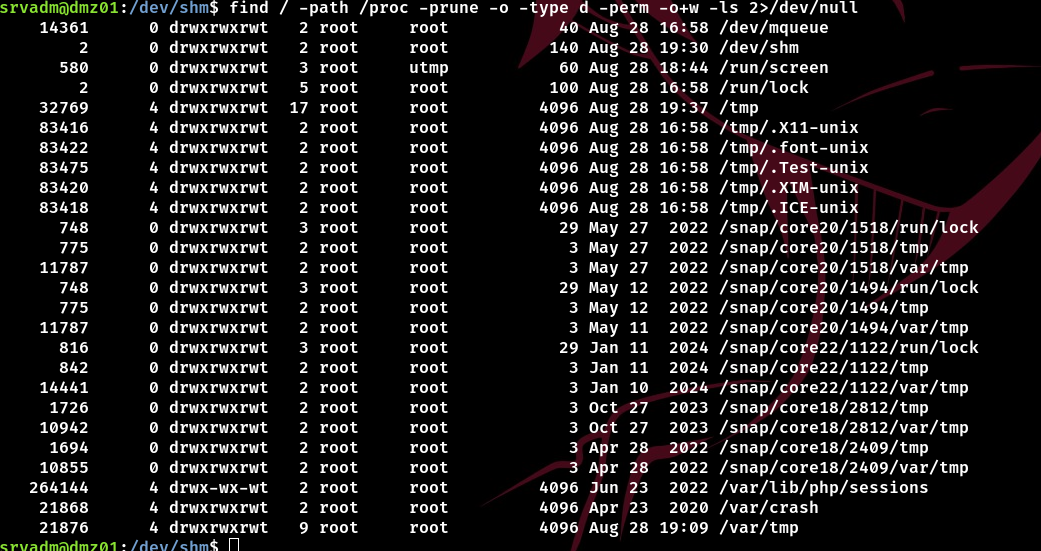 srvadm@dmz01:/dev/shm$ find / -path /proc -prune -o -type d -perm -o+w -ls 2>/dev/null
14361 0 drwxrwxrwt 2 root root 40 Aug 28 16:58 /dev/mqueue
2 0 drwxrwxrwt 2 root root 140 Aug 28 19:30 /dev/shm
580 0 drwxrwxrwt 3 root utmp 60 Aug 28 18:44 /run/screen
2 0 drwxrwxrwt 5 root root 100 Aug 28 16:58 /run/lock
32769 4 drwxrwxrwt 17 root root 4096 Aug 28 19:37 /tmp
83416 4 drwxrwxrwt 2 root root 4096 Aug 28 16:58 /tmp/.X11-unix
83422 4 drwxrwxrwt 2 root root 4096 Aug 28 16:58 /tmp/.font-unix
83475 4 drwxrwxrwt 2 root root 4096 Aug 28 16:58 /tmp/.Test-unix
83420 4 drwxrwxrwt 2 root root 4096 Aug 28 16:58 /tmp/.XIM-unix
83418 4 drwxrwxrwt 2 root root 4096 Aug 28 16:58 /tmp/.ICE-unix
748 0 drwxrwxrwt 3 root root 29 May 27 2022 /snap/core20/1518/run/lock
775 0 drwxrwxrwt 2 root root 3 May 27 2022 /snap/core20/1518/tmp
11787 0 drwxrwxrwt 2 root root 3 May 27 2022 /snap/core20/1518/var/tmp
748 0 drwxrwxrwt 3 root root 29 May 12 2022 /snap/core20/1494/run/lock
775 0 drwxrwxrwt 2 root root 3 May 12 2022 /snap/core20/1494/tmp
11787 0 drwxrwxrwt 2 root root 3 May 11 2022 /snap/core20/1494/var/tmp
816 0 drwxrwxrwt 3 root root 29 Jan 11 2024 /snap/core22/1122/run/lock
842 0 drwxrwxrwt 2 root root 3 Jan 11 2024 /snap/core22/1122/tmp
14441 0 drwxrwxrwt 2 root root 3 Jan 10 2024 /snap/core22/1122/var/tmp
1726 0 drwxrwxrwt 2 root root 3 Oct 27 2023 /snap/core18/2812/tmp
10942 0 drwxrwxrwt 2 root root 3 Oct 27 2023 /snap/core18/2812/var/tmp
1694 0 drwxrwxrwt 2 root root 3 Apr 28 2022 /snap/core18/2409/tmp
10855 0 drwxrwxrwt 2 root root 3 Apr 28 2022 /snap/core18/2409/var/tmp
264144 4 drwx-wx-wt 2 root root 4096 Jun 23 2022 /var/lib/php/sessions
21868 4 drwxrwxrwt 2 root root 4096 Apr 23 2020 /var/crash
21876 4 drwxrwxrwt 9 root root 4096 Aug 28 19:09 /var/tmp
srvadm@dmz01:/dev/shm$